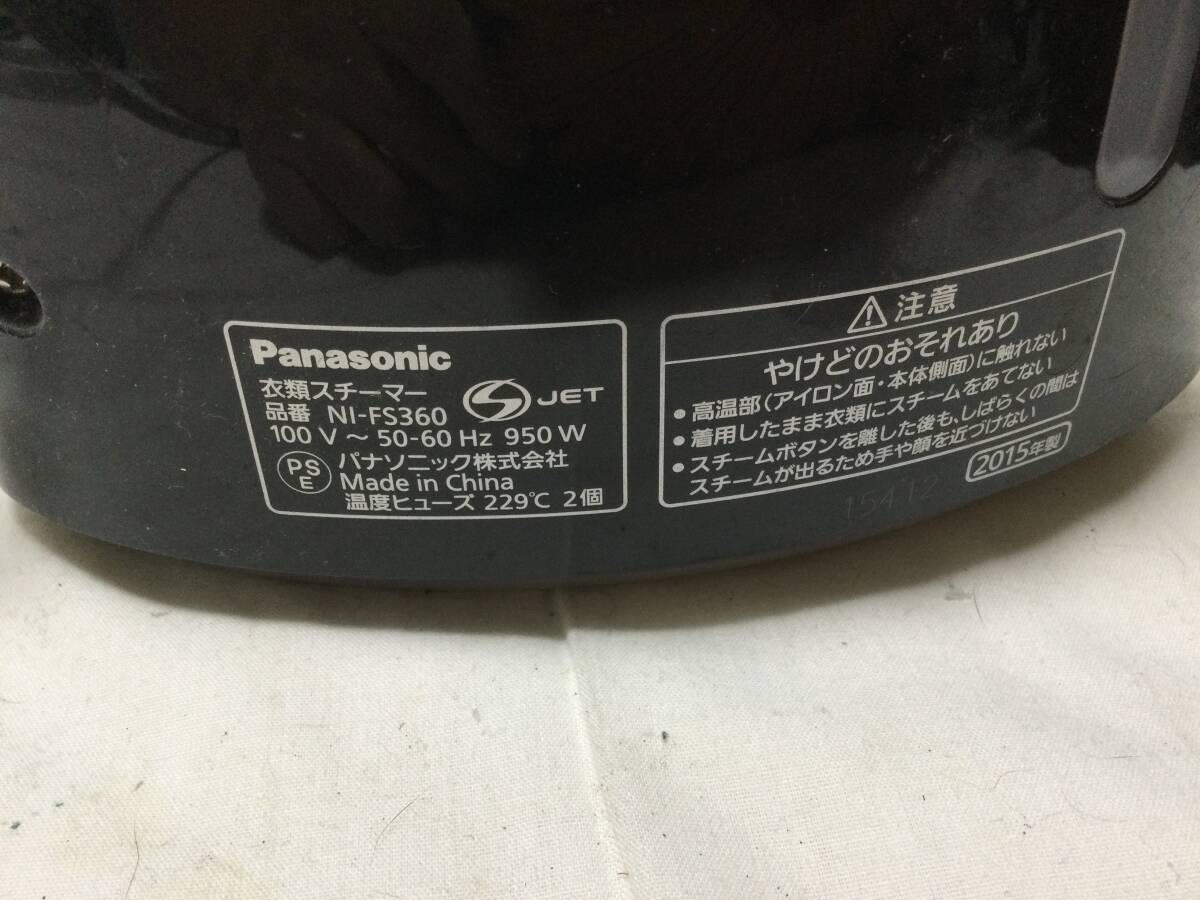 Panasonic
衣類スチーマー
品番 NI-FS360
S JET
100 V ～ 50-60 Hz 950 W
PS E パナソニック株式会社
Made in China
温度ヒューズ 229℃ 2個
注意
やけどのおそれあり
●高温部(アイロン面・本体側面)に触れない
●着用したまま衣類にスチームをあてない
●スチームボタンを離した後も、しばらくの間は
スチームが出るため手や顔を近づけない
2015年製
15412